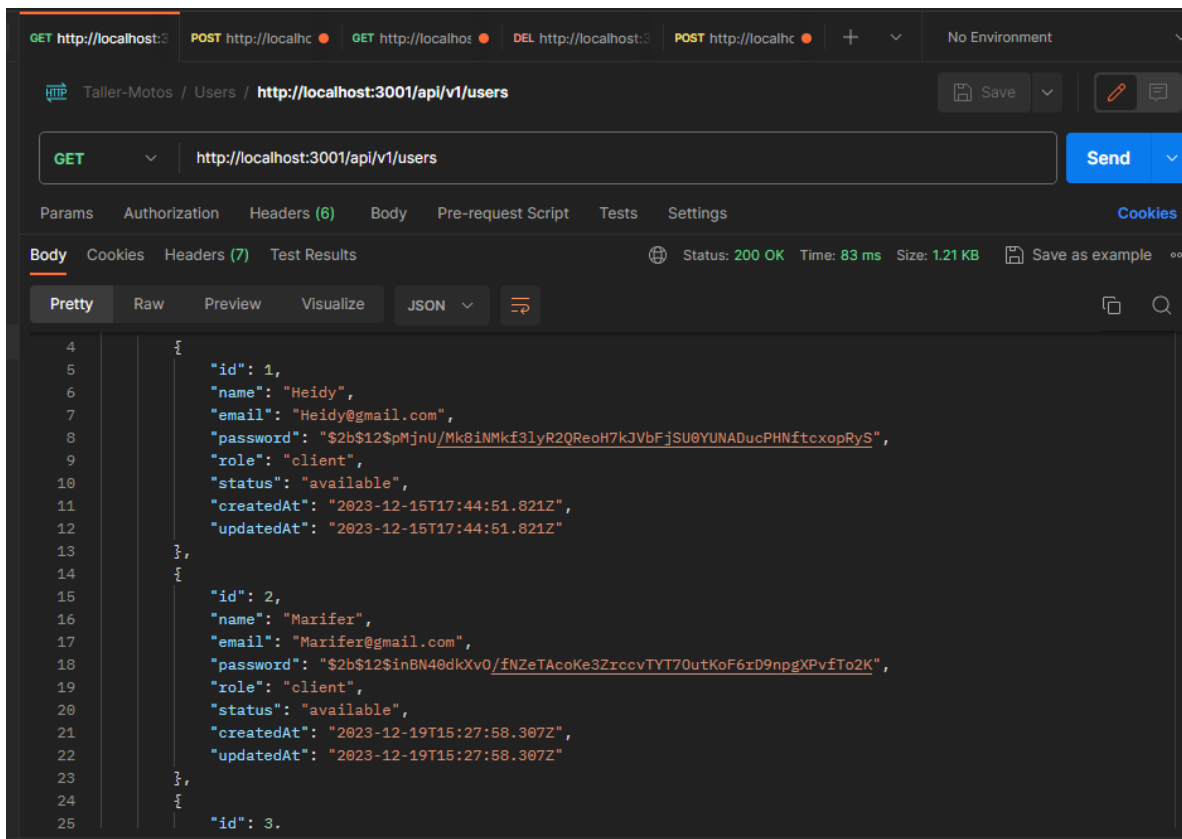 GET http://localhost:3 POST http://localhc GET http://localhos DEL http://localhost:3 POST http://localhc + No Environment
HTTP Taller-Motos / Users / http://localhost:3001/api/v1/users Save
GET http://localhost:3001/api/v1/users Send
Params Authorization Headers (6) Body Pre-request Script Tests Settings Cookies
Body Cookies Headers (7) Test Results Status: 200 OK Time: 83 ms Size: 1.21 KB Save as example
Pretty Raw Preview Visualize JSON
4 {
5 "id": 1,
6 "name": "Heidy",
7 "email": "Heidy@gmail.com",
8 "password": "$2b$12$pMjnU/Mk8iNMkf3lyR2QReoH7kJVbFjSU0YUNADucPHNftcxopRyS",
9 "role": "client",
10 "status": "available",
11 "createdAt": "2023-12-15T17:44:51.821Z",
12 "updatedAt": "2023-12-15T17:44:51.821Z"
13 },
14 {
15 "id": 2,
16 "name": "Marifer",
17 "email": "Marifer@gmail.com",
18 "password": "$2b$12$inBN40dkXvO/fNZeTAcoKe3ZrccvTYT7OutKoF6rD9npgXPvfTo2K",
19 "role": "client",
20 "status": "available",
21 "createdAt": "2023-12-19T15:27:58.307Z",
22 "updatedAt": "2023-12-19T15:27:58.307Z"
23 },
24 {
25 "id": 3,